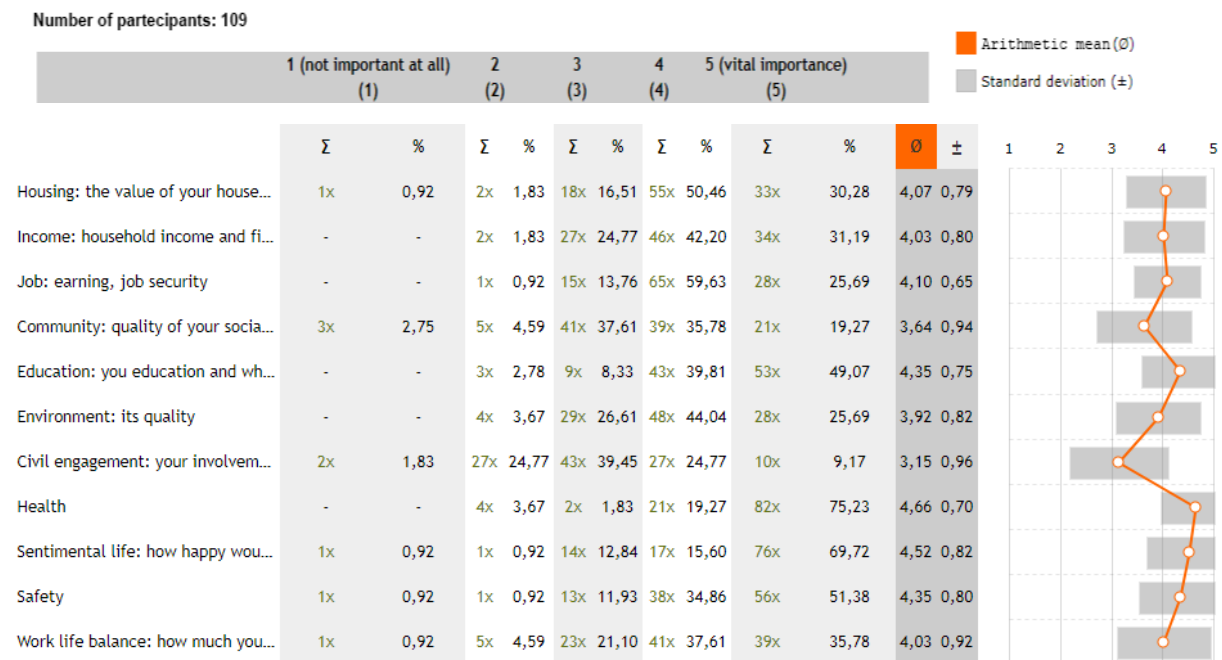 Number of partecipants: 109
Arithmetic mean(Ø)
Standard deviation (±)
1 (not important at all) 2 3 4 5 (vital importance)
(1) (2) (3) (4) (5)
Σ % Σ % Σ % Σ % Σ % Ø ± 1 2 3 4 5
Housing: the value of your house... 1x 0,92 2x 1,83 18x 16,51 55x 50,46 33x 30,28 4,07 0,79
Income: household income and fi... - - 2x 1,83 27x 24,77 46x 42,20 34x 31,19 4,03 0,80
Job: earning, job security - - 1x 0,92 15x 13,76 65x 59,63 28x 25,69 4,10 0,65
Community: quality of your socia... 3x 2,75 5x 4,59 41x 37,61 39x 35,78 21x 19,27 3,64 0,94
Education: you education and wh... - - 3x 2,78 9x 8,33 43x 39,81 53x 49,07 4,35 0,75
Environment: its quality - - 4x 3,67 29x 26,61 48x 44,04 28x 25,69 3,92 0,82
Civil engagement: your involvem... 2x 1,83 27x 24,77 43x 39,45 27x 24,77 10x 9,17 3,15 0,96
Health - - 4x 3,67 2x 1,83 21x 19,27 82x 75,23 4,66 0,70
Sentimental life: how happy wou... 1x 0,92 1x 0,92 14x 12,84 17x 15,60 76x 69,72 4,52 0,82
Safety 1x 0,92 1x 0,92 13x 11,93 38x 34,86 56x 51,38 4,35 0,80
Work life balance: how much you... 1x 0,92 5x 4,59 23x 21,10 41x 37,61 39x 35,78 4,03 0,92